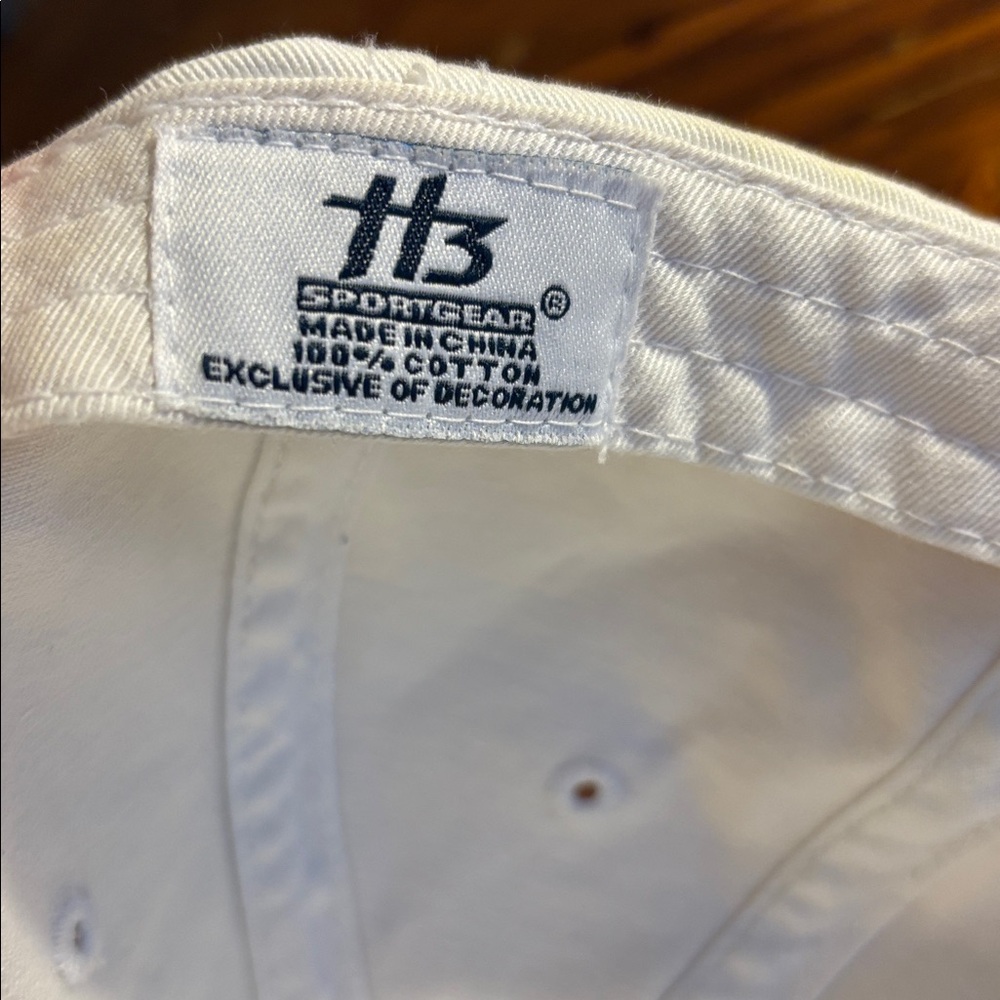 H3
SPORTGEAR ®
MADE IN CHINA
100% COTTON
EXCLUSIVE OF DECORATION